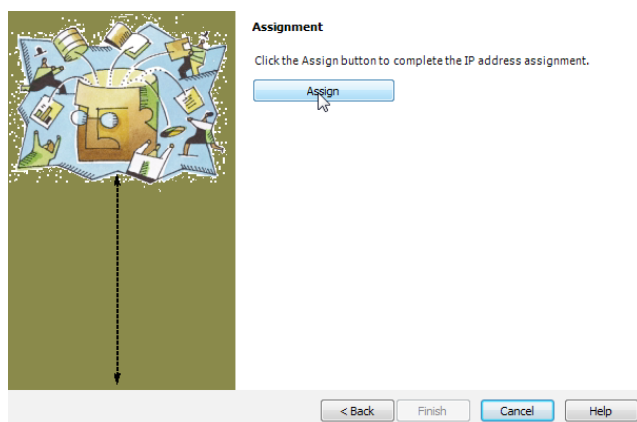 Assignment
Click the Assign button to complete the IP address assignment.
Assign
< Back Finish Cancel Help